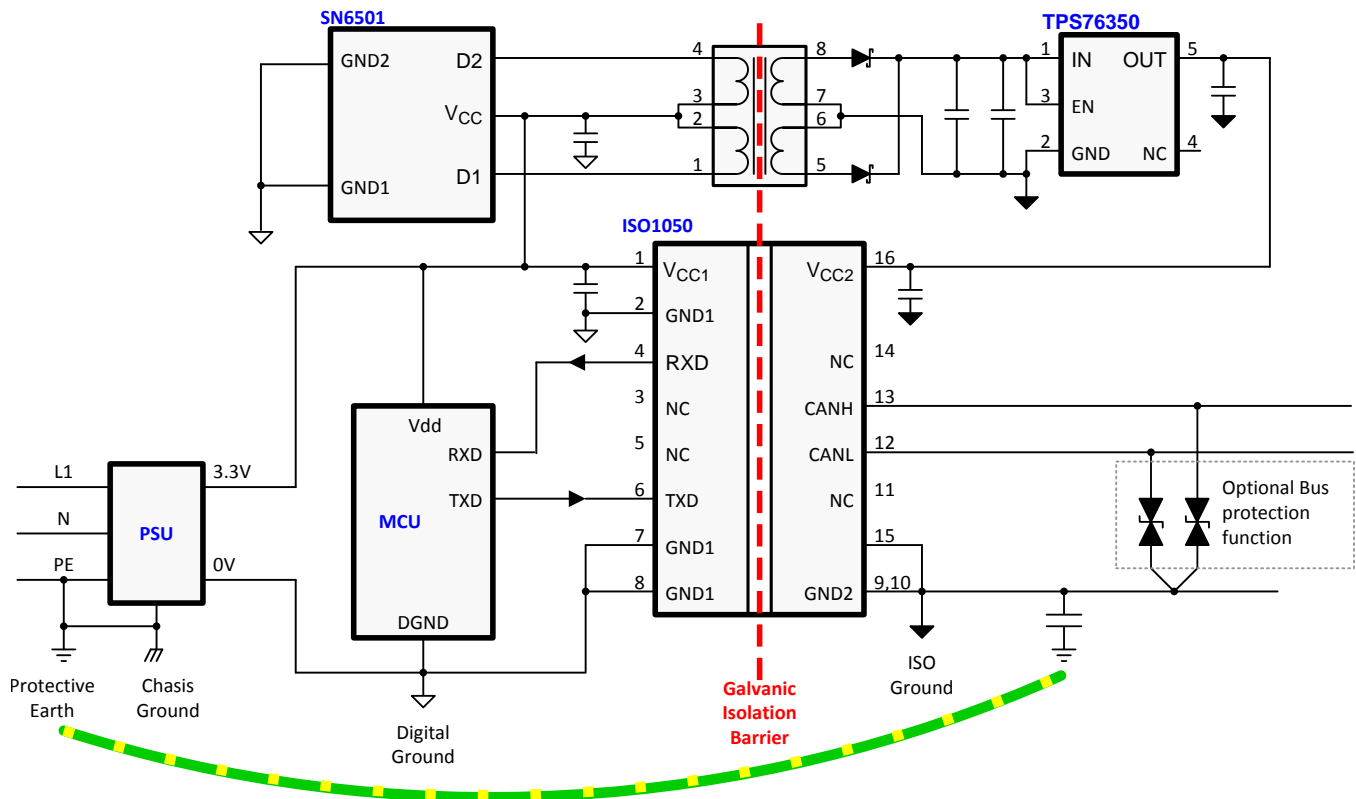 SN6501
GND2
D2
VCC
GND1
D1
4
3
2
1
8
7
6
5
TPS76350
1
IN
OUT
5
3
EN
2
GND
NC
4
ISO1050
1
VCC1
2
GND1
4
RXD
3
NC
5
NC
6
TXD
7
GND1
8
GND1
VCC2
16
NC
14
CANH
13
CANL
12
NC
11
15
GND2
9,10
Vdd
RXD
TXD
MCU
DGND
L1
N
PE
PSU
3.3V
0V
Optional Bus
protection
function
Protective
Earth
Chasis
Ground
Digital
Ground
Galvanic
Isolation
Barrier
ISO
Ground